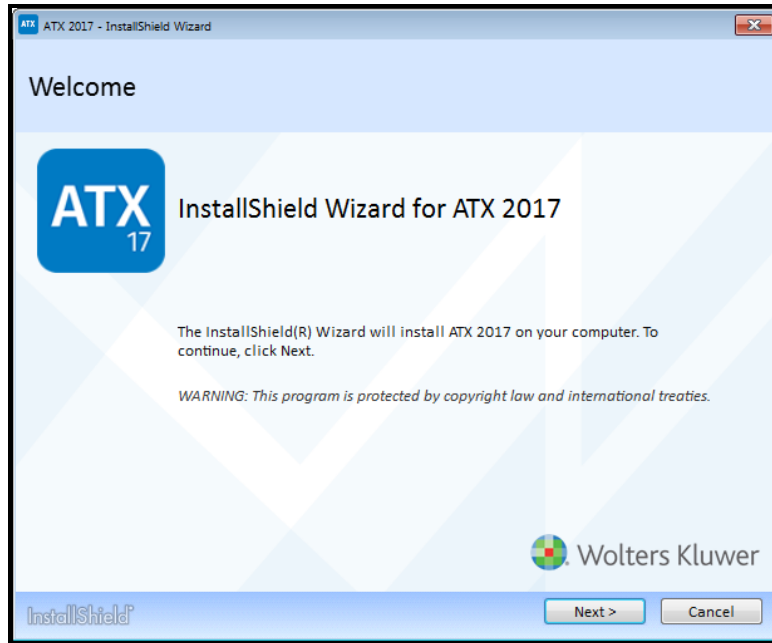 ATX ATX 2017 - InstallShield Wizard
Welcome
ATX
17
InstallShield Wizard for ATX 2017
The InstallShield(R) Wizard will install ATX 2017 on your computer. To
continue, click Next.
WARNING: This program is protected by copyright law and international treaties.
Wolters Kluwer
InstallShield
Next >
Cancel